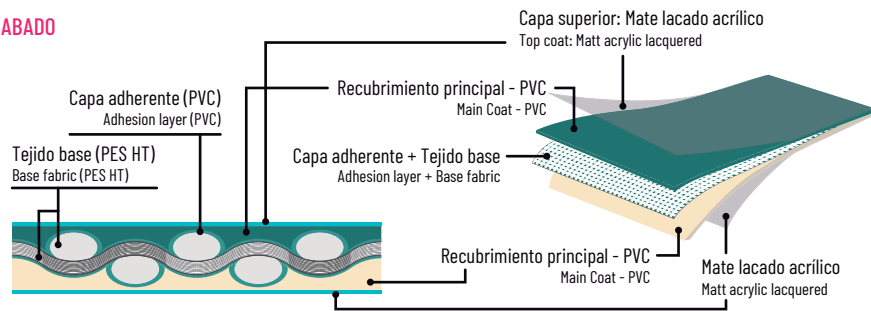 ABADO
Capa superior: Mate lacado acrílico
Top coat: Matt acrylic lacquered
Recubrimiento principal - PVC
Main Coat - PVC
Capa adherente (PVC)
Adhesion layer (PVC)
Tejido base (PES HT)
Base fabric (PES HT)
Capa adherente + Tejido base
Adhesion layer + Base fabric
Recubrimiento principal - PVC
Main Coat - PVC
Mate lacado acrílico
Matt acrylic lacquered